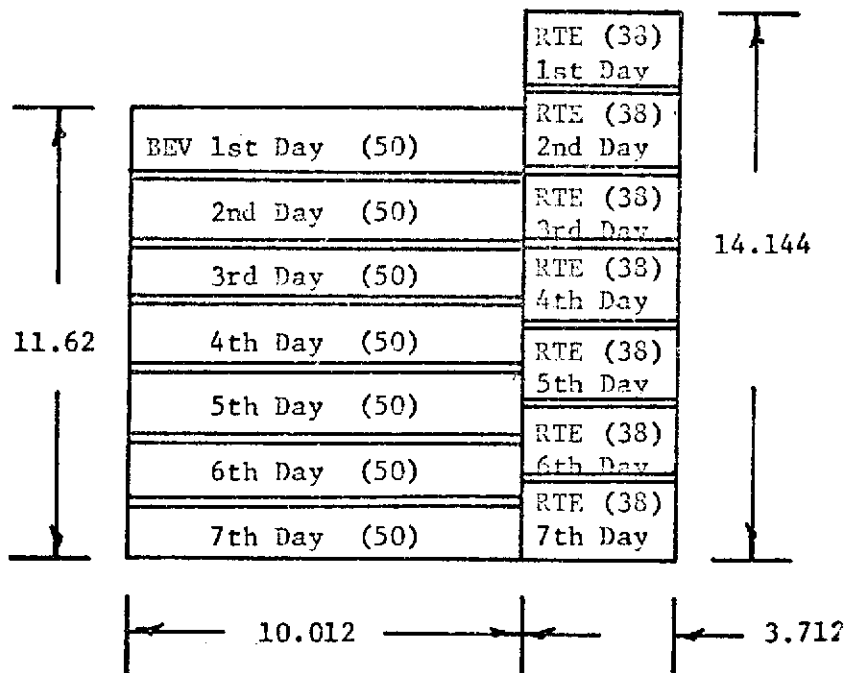 RTE (38)
1st Day
RTE (38)
2nd Day
RTE (38)
3rd Day
RTE (38)
4th Day
RTE (38)
5th Day
RTE (38)
6th Day
RTE (38)
7th Day
BEV 1st Day (50)
2nd Day (50)
3rd Day (50)
4th Day (50)
5th Day (50)
6th Day (50)
7th Day (50)
11.62
14.144
10.012
3.712